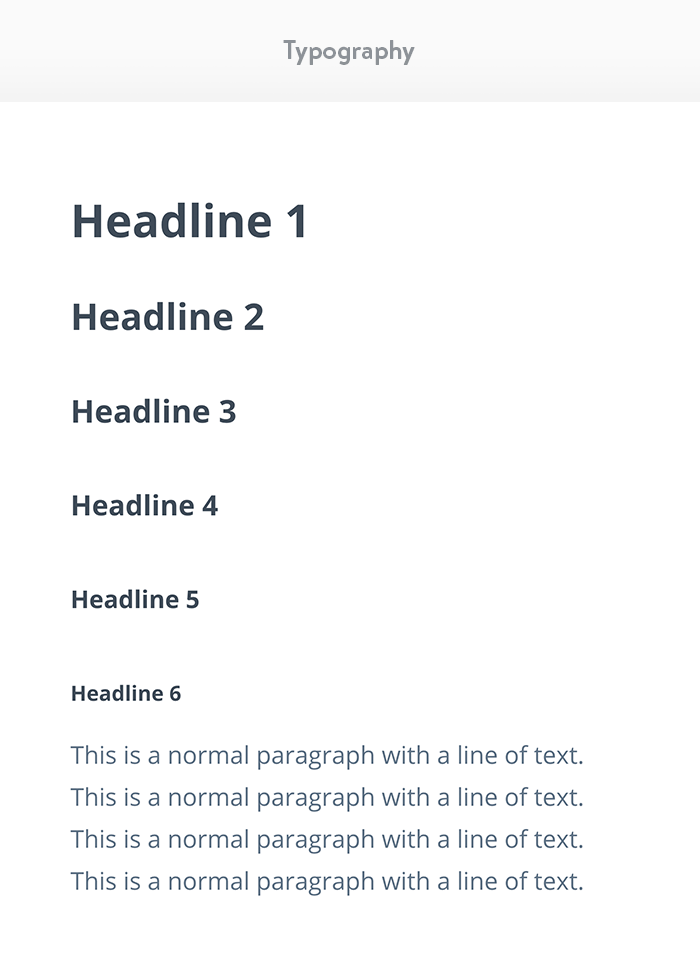 Typography
Headline 1
Headline 2
Headline 3
Headline 4
Headline 5
Headline 6
This is a normal paragraph with a line of text.
This is a normal paragraph with a line of text.
This is a normal paragraph with a line of text.
This is a normal paragraph with a line of text.